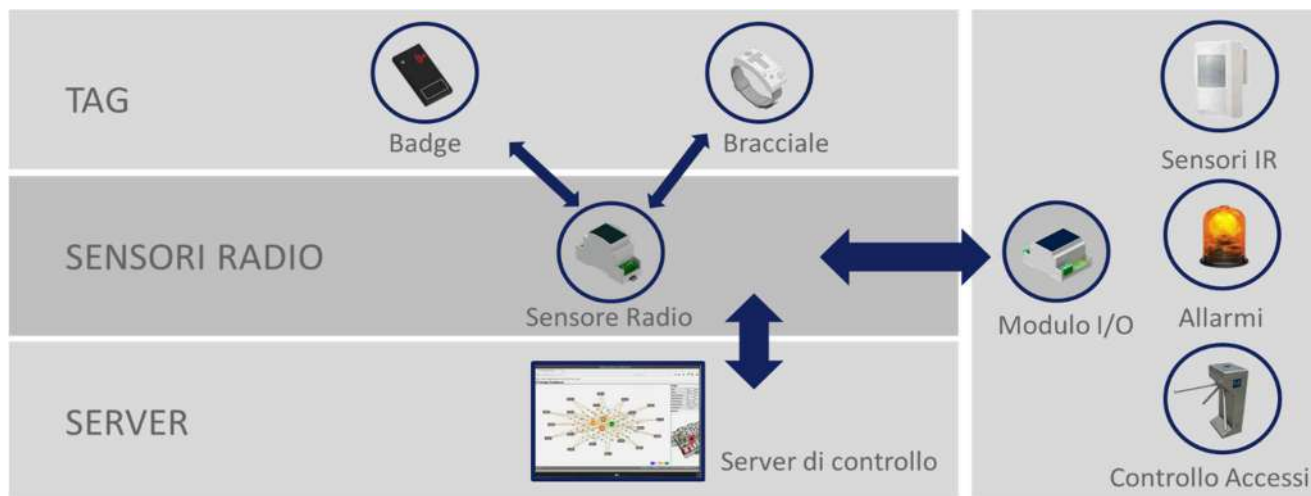 TAG
Badge
Bracciale
Sensori IR
SENSORI RADIO
Sensore Radio
Modulo I/O
Allarmi
SERVER
Server di controllo
Controllo Accessi